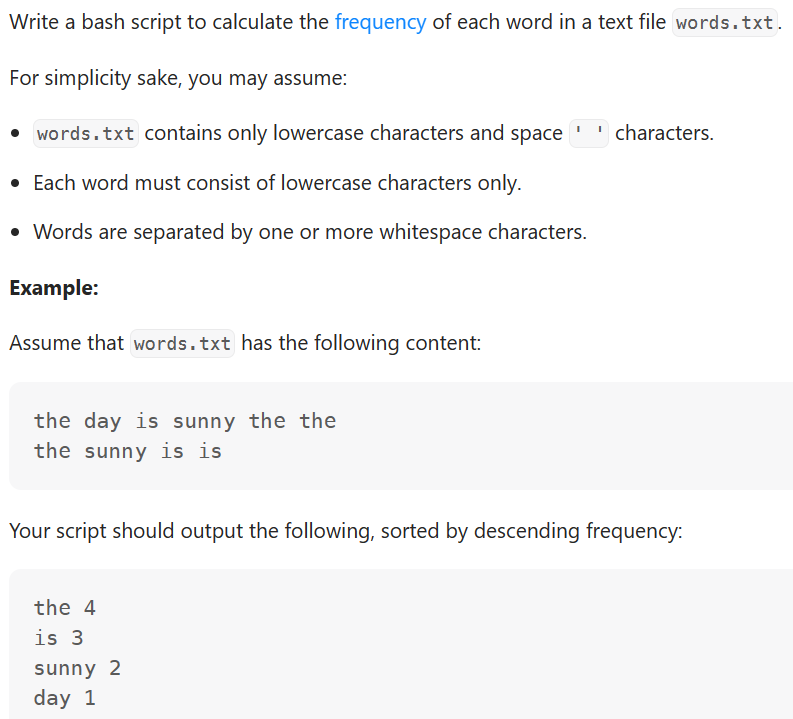 Write a bash script to calculate the frequency of each word in a text file words.txt.
For simplicity sake, you may assume:
• words.txt contains only lowercase characters and space ' ' characters.
• Each word must consist of lowercase characters only.
• Words are separated by one or more whitespace characters.
Example:
Assume that words.txt has the following content:
the day is sunny the the
the sunny is is
Your script should output the following, sorted by descending frequency:
the 4
is 3
sunny 2
day 1